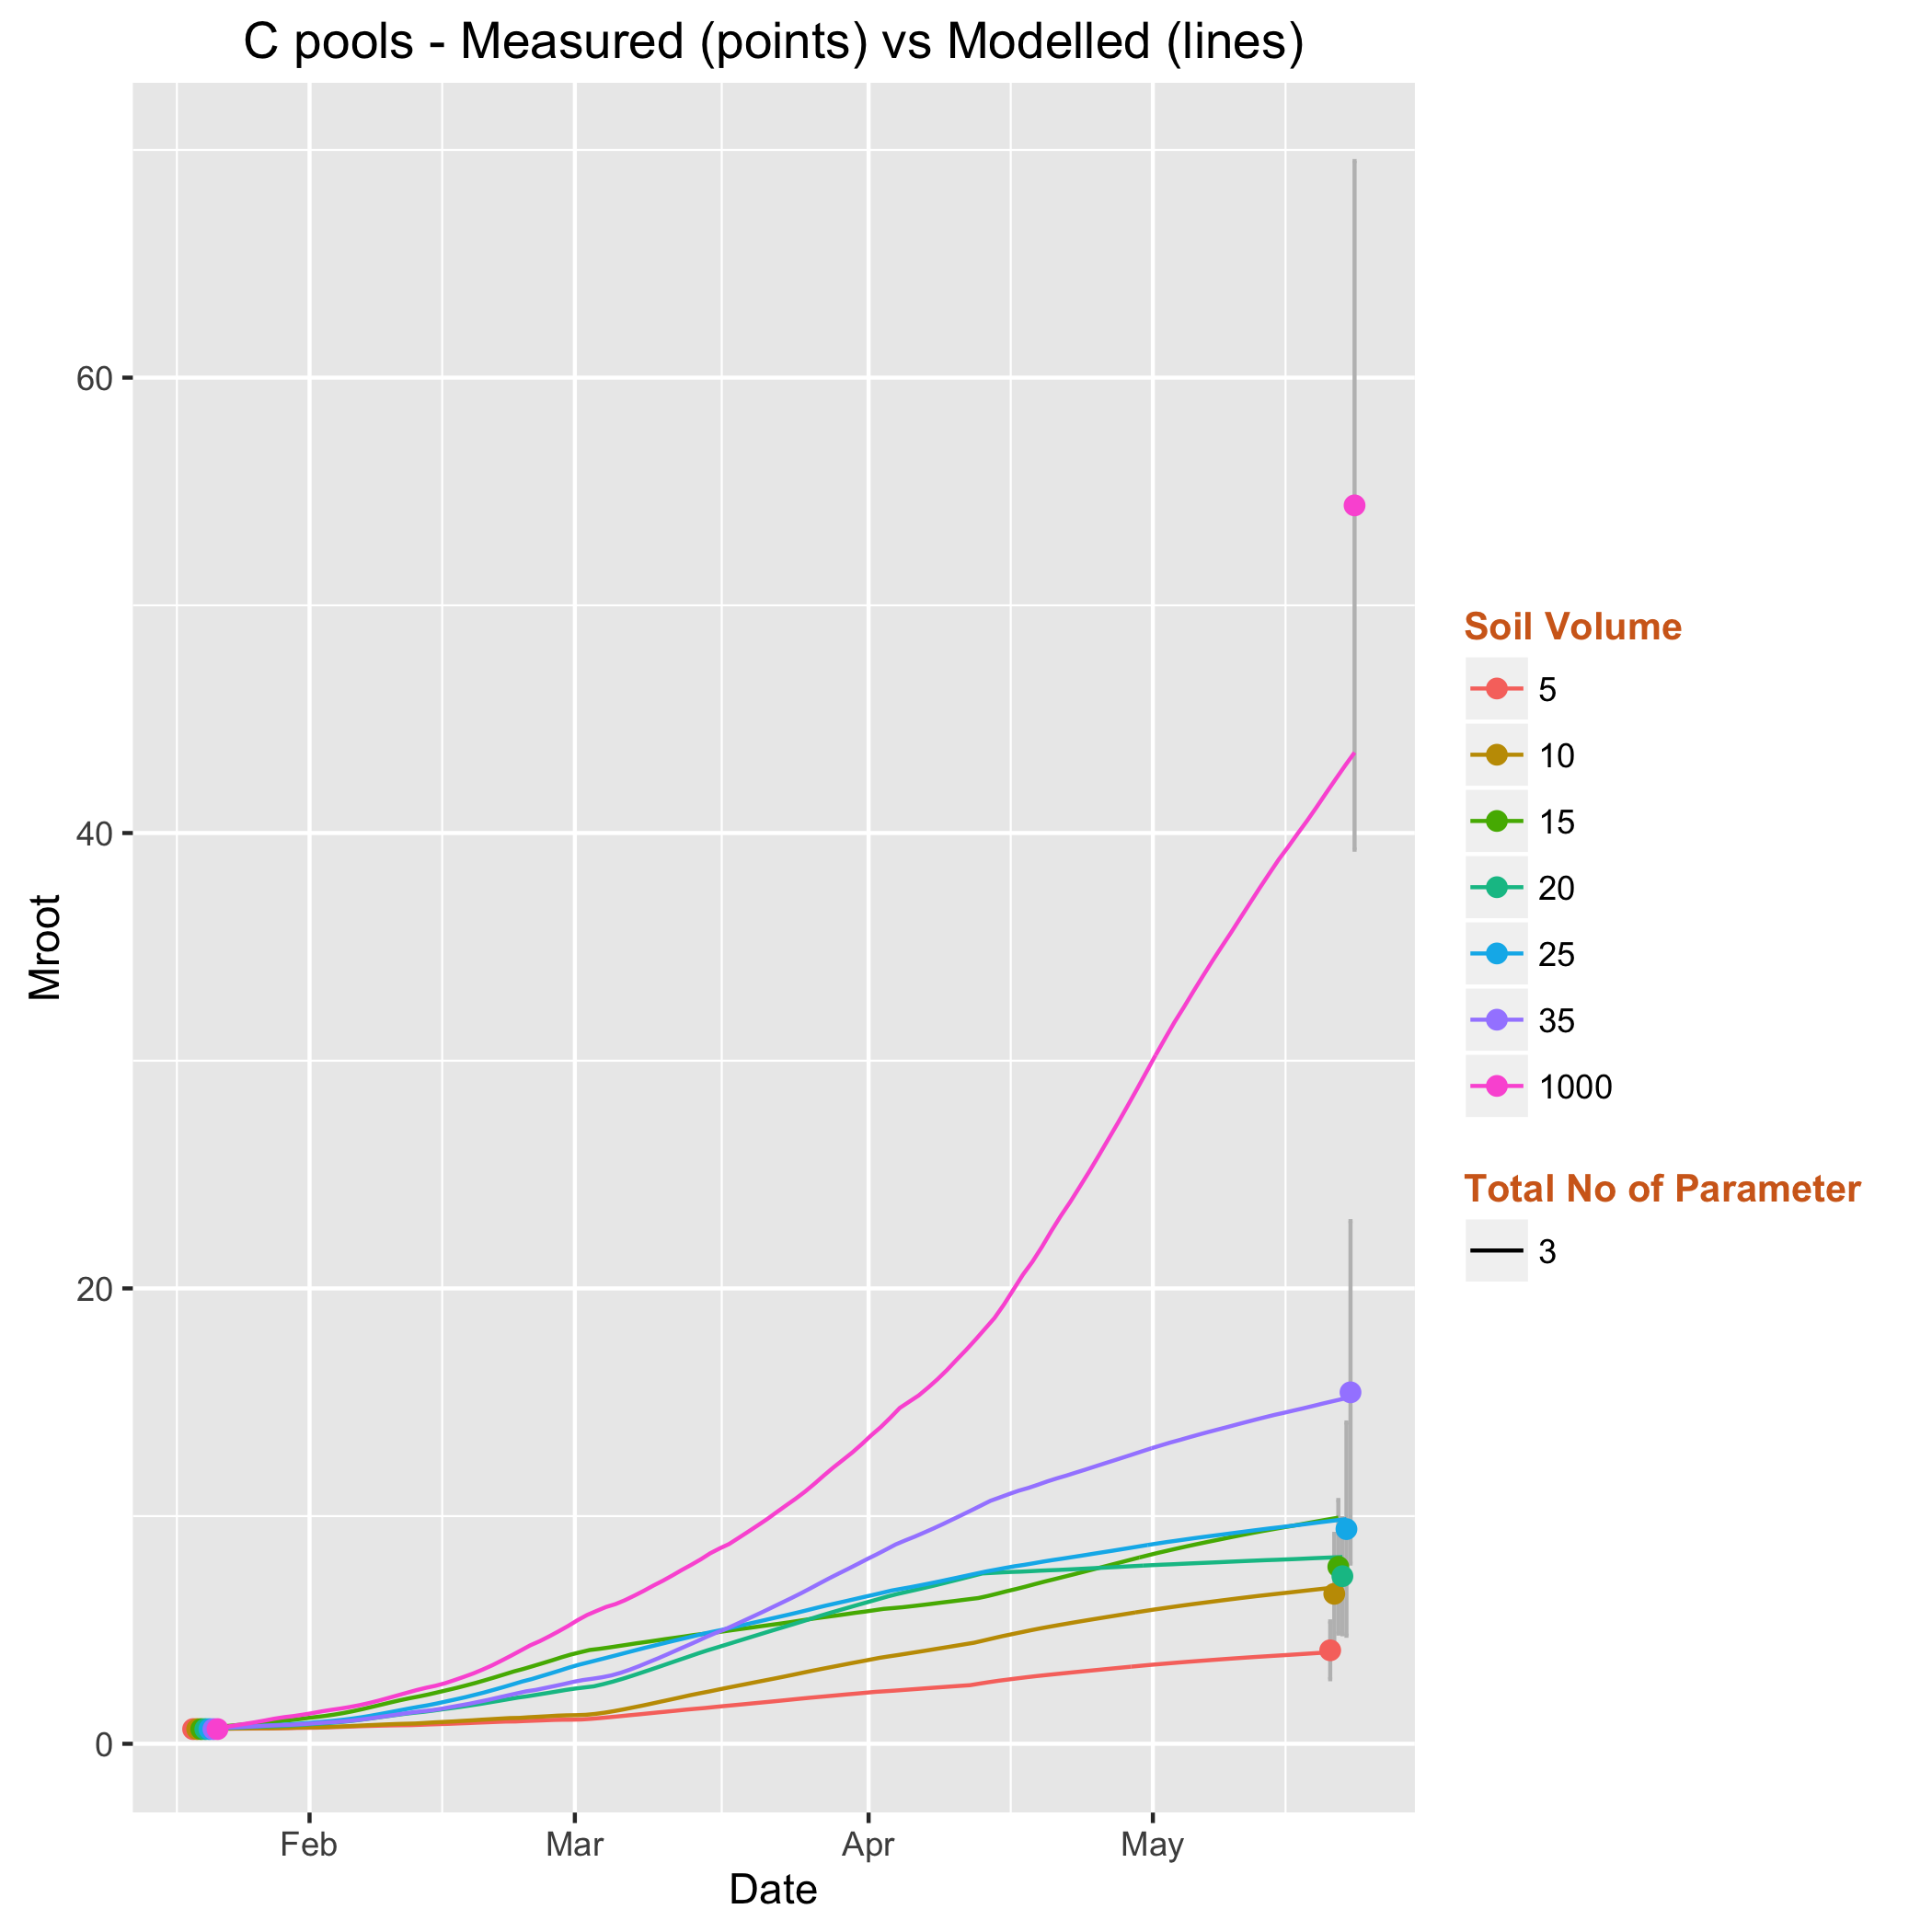 C pools - Measured (points) vs Modelled (lines)
Mroot
60
40
20
0
Feb Mar Apr May
Date
Soil Volume
5
10
15
20
25
35
1000
Total No of Parameter
3